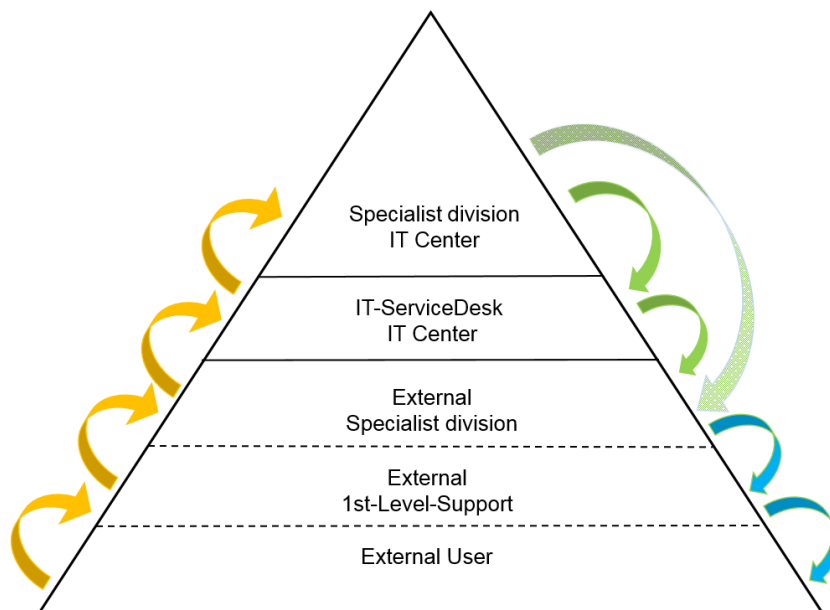 Specialist division
IT Center
IT-ServiceDesk
IT Center
External
Specialist division
External
1st-Level-Support
External User